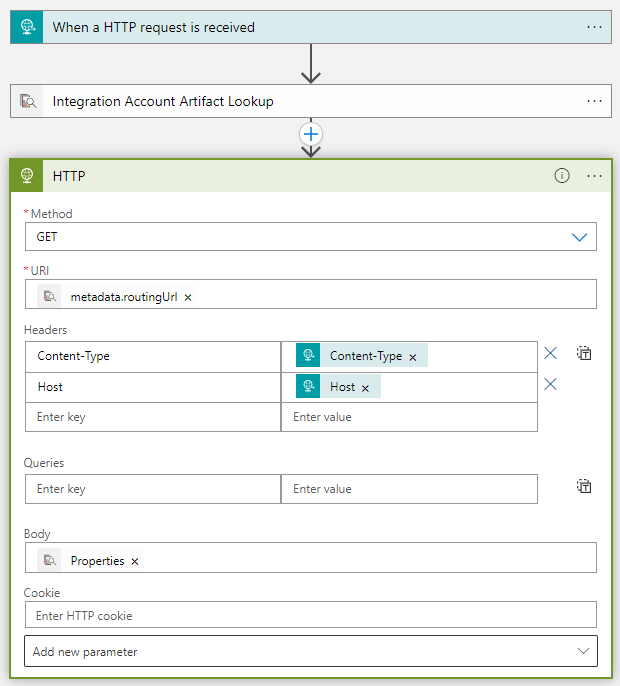 When a HTTP request is received
Integration Account Artifact Lookup
HTTP
* Method
GET
* URI
metadata.routingUrl
Headers
Content-Type Content-Type
Host Host
Enter key Enter value
Queries
Enter key Enter value
Body
Properties
Cookie
Enter HTTP cookie
Add new parameter